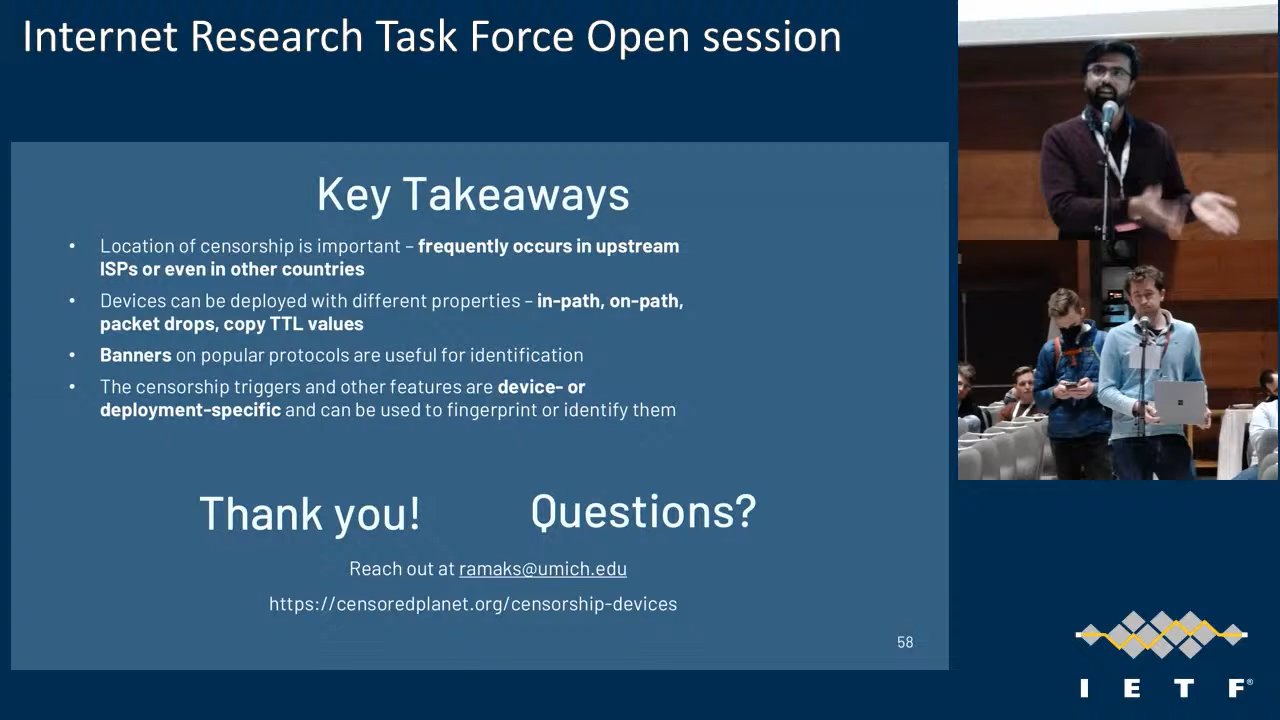 Internet Research Task Force Open session
Key Takeaways
• Location of censorship is important – frequently occurs in upstream
ISPs or even in other countries
• Devices can be deployed with different properties – in-path, on-path,
packet drops, copy TTL values
• Banners on popular protocols are useful for identification
• The censorship triggers and other features are device- or
deployment-specific and can be used to fingerprint or identify them
Thank you! Questions?
Reach out at ramaks@umich.edu
https://censoredplanet.org/censorship-devices
58
IETF®